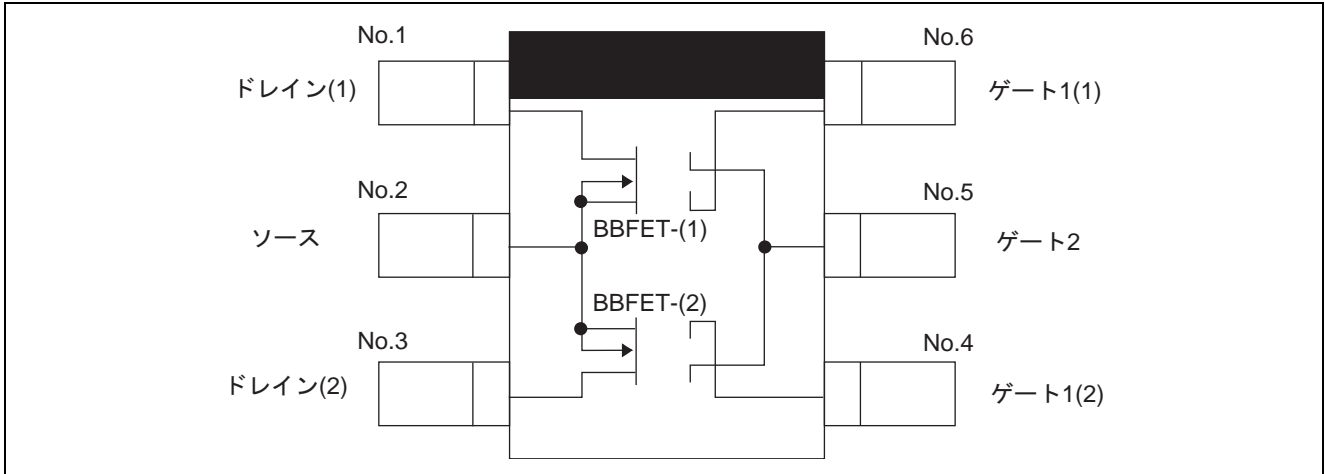 No.1
ドレイン(1)
No.2
ソース
No.3
ドレイン(2)
BBFET-(1)
BBFET-(2)
No.6
ゲート1(1)
No.5
ゲート2
No.4
ゲート1(2)